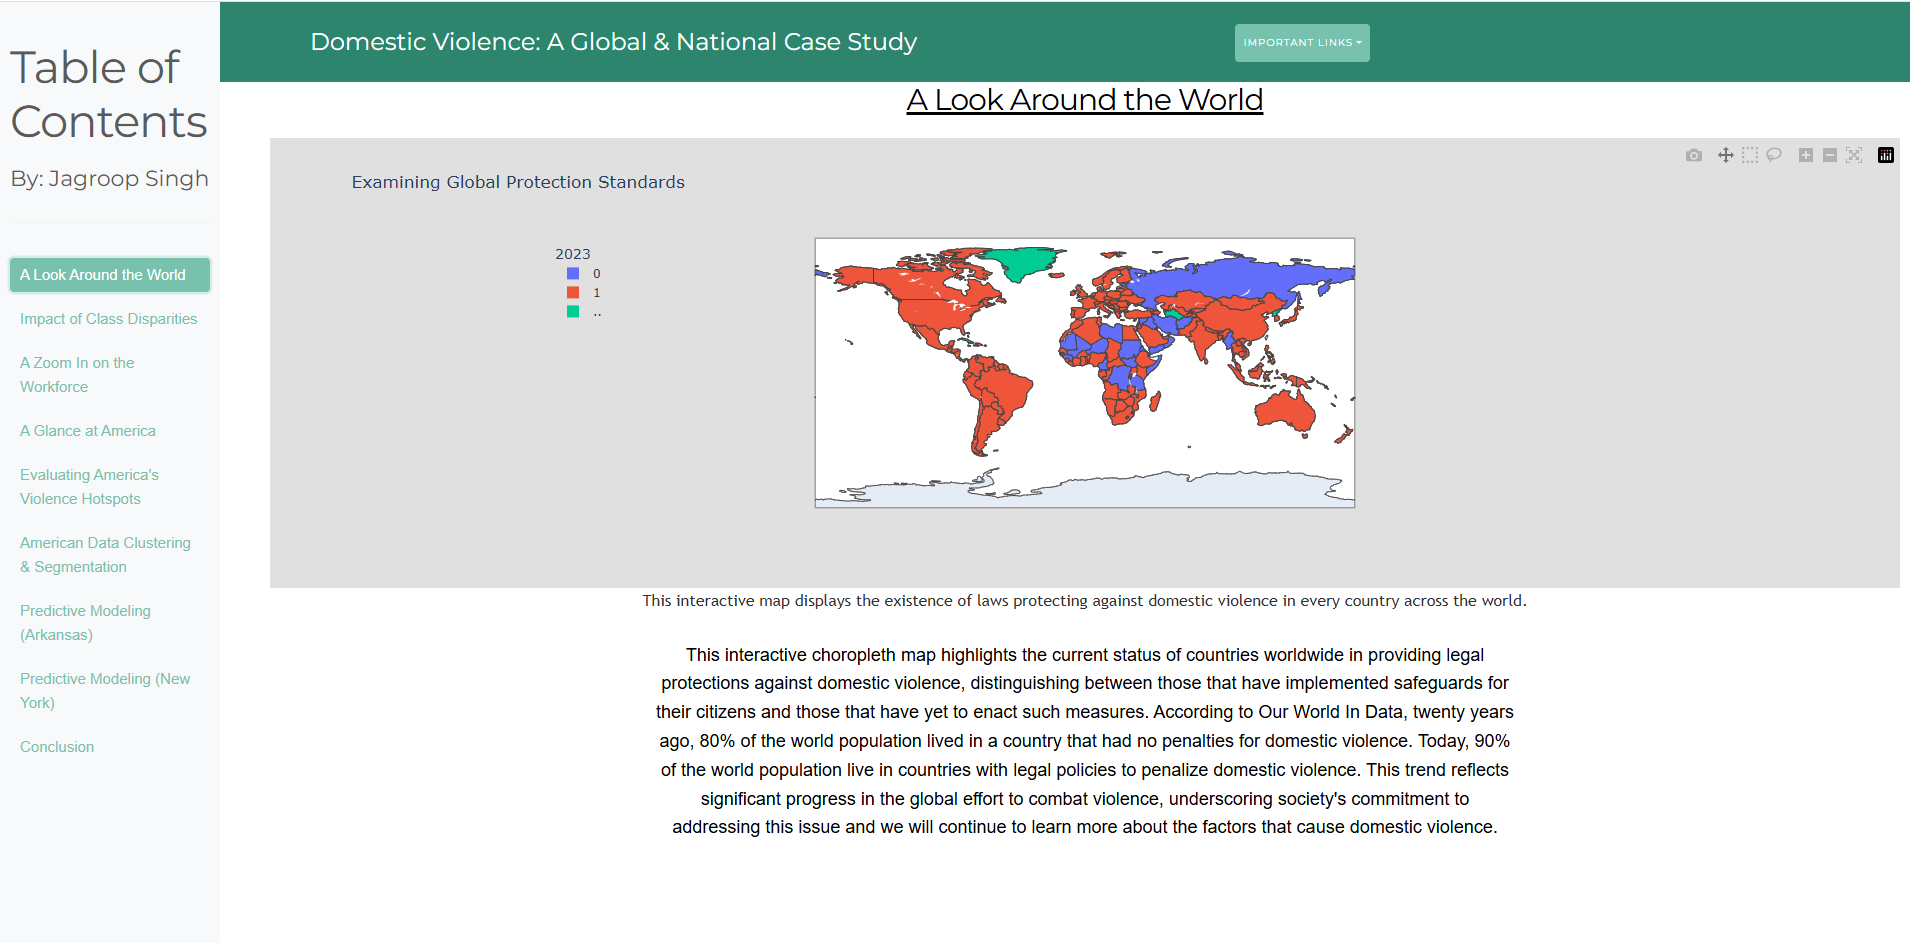 Table of
Contents
By: Jagroop Singh
A Look Around the World
Impact of Class Disparities
A Zoom In on the
Workforce
A Glance at America
Evaluating America's
Violence Hotspots
American Data Clustering
& Segmentation
Predictive Modeling
(Arkansas)
Predictive Modeling (New
York)
Conclusion
Domestic Violence: A Global & National Case Study
IMPORTANT LINKS
A Look Around the World
Examining Global Protection Standards
2023
0
1
..
This interactive map displays the existence of laws protecting against domestic violence in every country across the world.
This interactive choropleth map highlights the current status of countries worldwide in providing legal
protections against domestic violence, distinguishing between those that have implemented safeguards for
their citizens and those that have yet to enact such measures. According to Our World In Data, twenty years
ago, 80% of the world population lived in a country that had no penalties for domestic violence. Today, 90%
of the world population live in countries with legal policies to penalize domestic violence. This trend reflects
significant progress in the global effort to combat violence, underscoring society's commitment to
addressing this issue and we will continue to learn more about the factors that cause domestic violence.